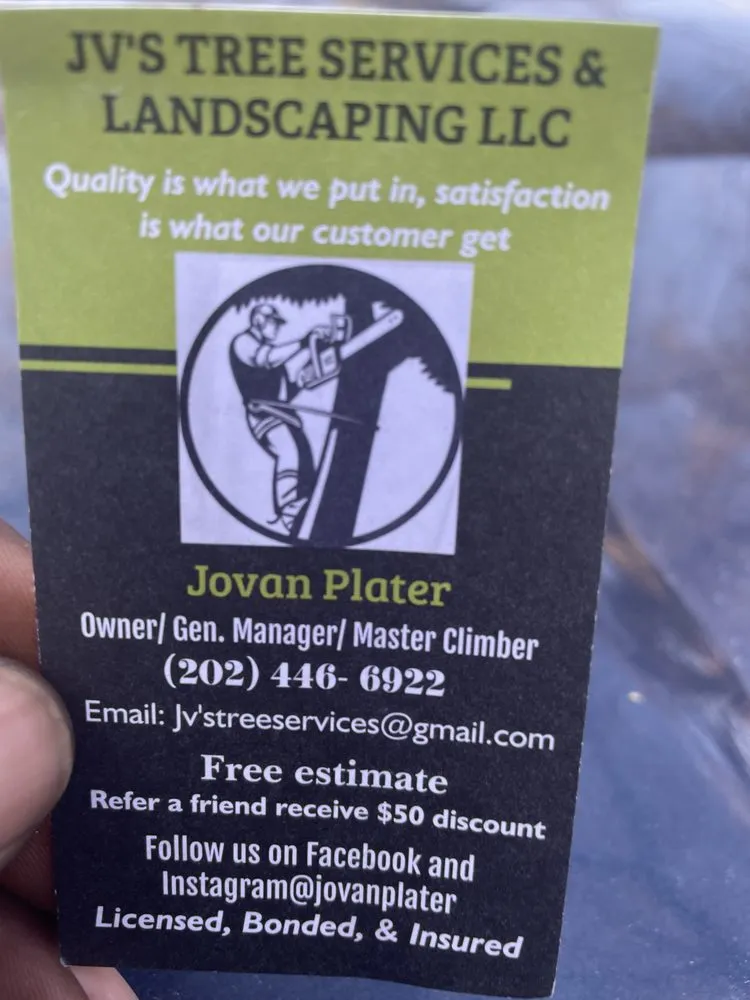 JV'S TREE SERVICES &
LANDSCAPING LLC
Quality is what we put in, satisfaction
is what our customer get
Jovan Plater
Owner/ Gen. Manager/ Master Climber
(202) 446- 6922
Email: Jv'streeservices@gmail.com
Free estimate
Refer a friend receive $50 discount
Follow us on Facebook and
Instagram@jovanplater
Licensed, Bonded, & Insured